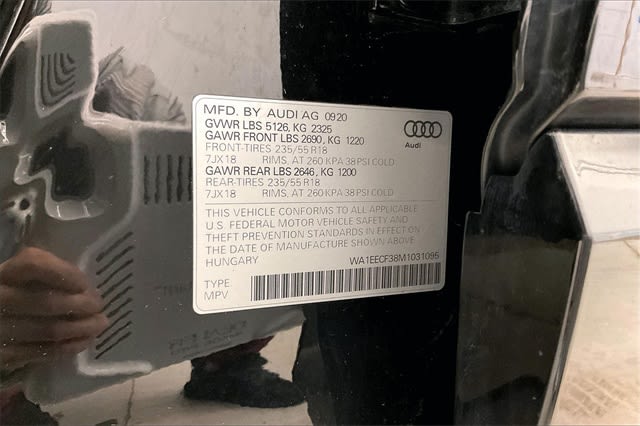 MFD. BY AUDI AG 0920
GVWR LBS 5126, KG 2325
GAWR FRONT LBS 2690, KG 1220
FRONT-TIRES 235/55 R18
7JX18 RIMS, AT 260 KPA 38 PSI COLD
GAWR REAR LBS 2646, KG 1200
REAR-TIRES 235/55 R18
7JX18 RIMS, AT 260 KPA 38 PSI COLD
Audi
THIS VEHICLE CONFORMS TO ALL APPLICABLE
U.S. FEDERAL MOTOR VEHICLE SAFETY AND
THEFT PREVENTION STANDARDS IN EFFECT ON
THE DATE OF MANUFACTURE SHOWN ABOVE
HUNGARY WA1EECF38M1031095
TYPE:
MPV